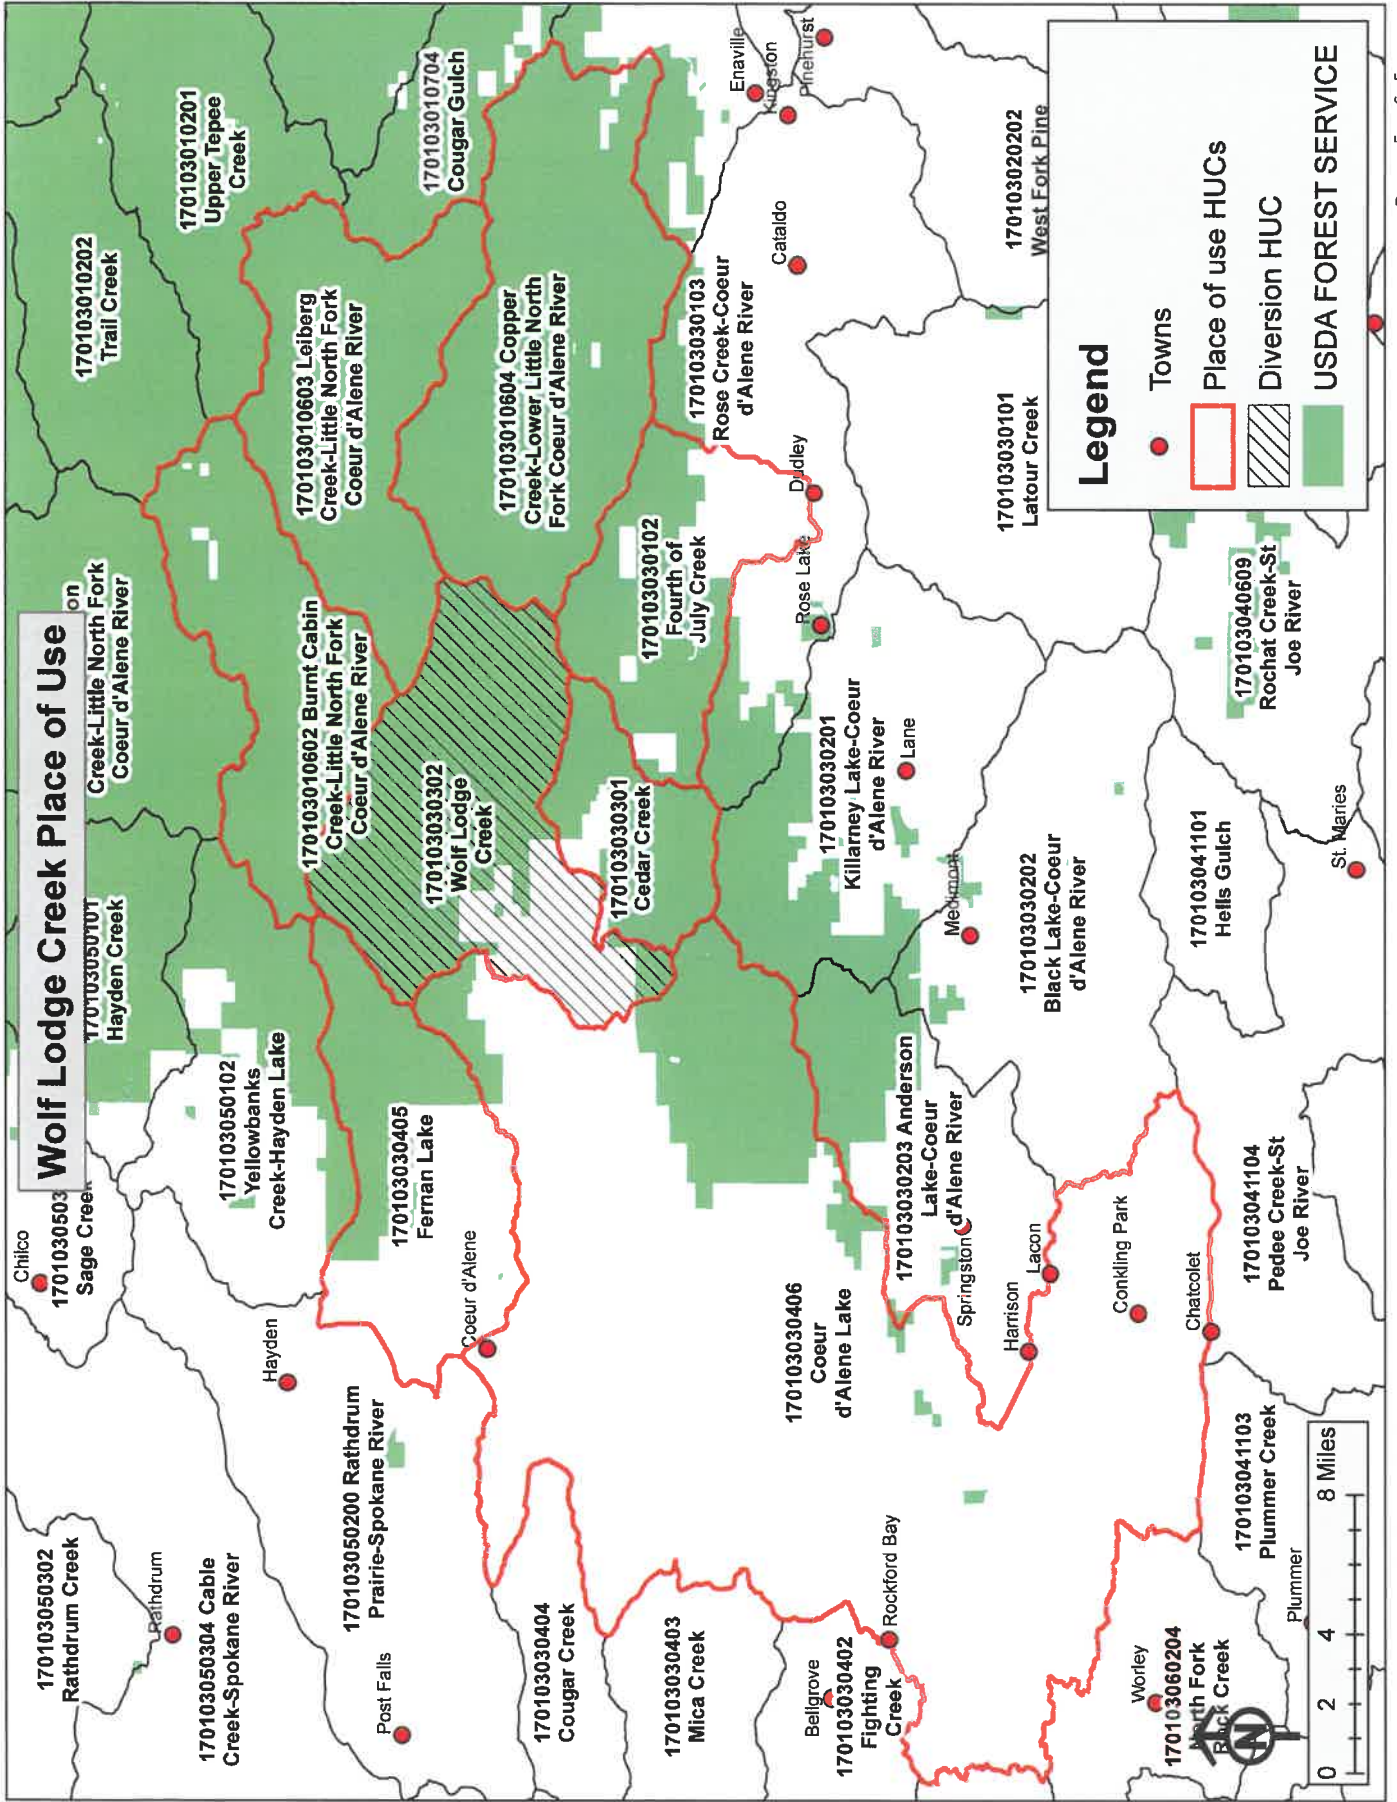 Wolf Lodge Creek Place of Use
170103050302
Rathdrum Creek
Rathdrum
Chilco
1701030503
Sage Creek
170103050101
Hayden Creek
on
Creek-Little North Fork
Coeur d'Alene River
170103010202
Trail Creek
170103010201
Upper Tepee
Creek
170103050304 Cable
Creek-Spokane River
Hayden
170103050102
Yellowbanks
Creek-Hayden Lake
170103010602 Burnt Cabin
Creek-Little North Fork
Coeur d'Alene River
170103010603 Leiberg
Creek-Little North Fork
Coeur d'Alene River
170103010704
Cougar Gulch
Post Falls
170103050200 Rathdrum
Prairie-Spokane River
Coeur d'Alene
170103030405
Fernan Lake
170103030302
Wolf Lodge
Creek
170103010604 Copper
Creek-Lower Little North
Fork Coeur d'Alene River
170103030404
Cougar Creek
170103030301
Cedar Creek
170103030102
Fourth of
July Creek
170103030103
Rose Creek-Coeur
d'Alene River
Enaville
Kingston
Pinehurst
170103030403
Mica Creek
Cataldo
Dudley
Rose Lake
Bellgrove
170103030402
Fighting
Creek
Rockford Bay
170103030406
Coeur
d'Alene Lake
170103030203 Anderson
Lake-Coeur
d'Alene River
170103030201
Killarney Lake-Coeur
d'Alene River
Lane
Springston
Medimont
Harrison
Lacon
170103030202
Black Lake-Coeur
d'Alene River
170103030101
Latour Creek
170103020202
West Fork Pine
Conkling Park
Chatcolet
Worley
170103060204
North Fork
Rock Creek
170103041103
Plummer Creek
Plummer
170103041104
Pedee Creek-St
Joe River
170103041101
Hells Gulch
St. Maries
170103040609
Rochat Creek-St
Joe River
Legend
Towns
Place of use HUCs
Diversion HUC
USDA FOREST SERVICE
N
0 2 4 8 Miles